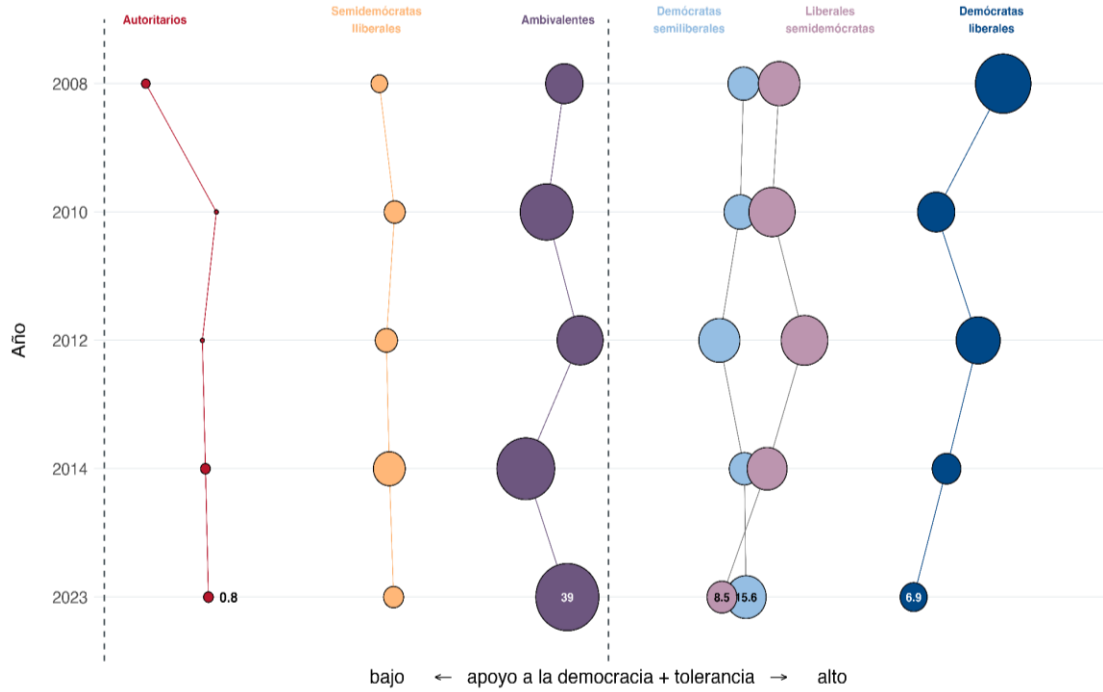 Autoritarios
Semidemócratas
Iliberales
Ambivalentes
Demócratas
semiliberales
Liberales
semidemócratas
Demócratas
liberales
Año
2008
2010
2012
2014
2023
0.8
39
8.5
15.6
6.9
bajo ← apoyo a la democracia + tolerancia → alto